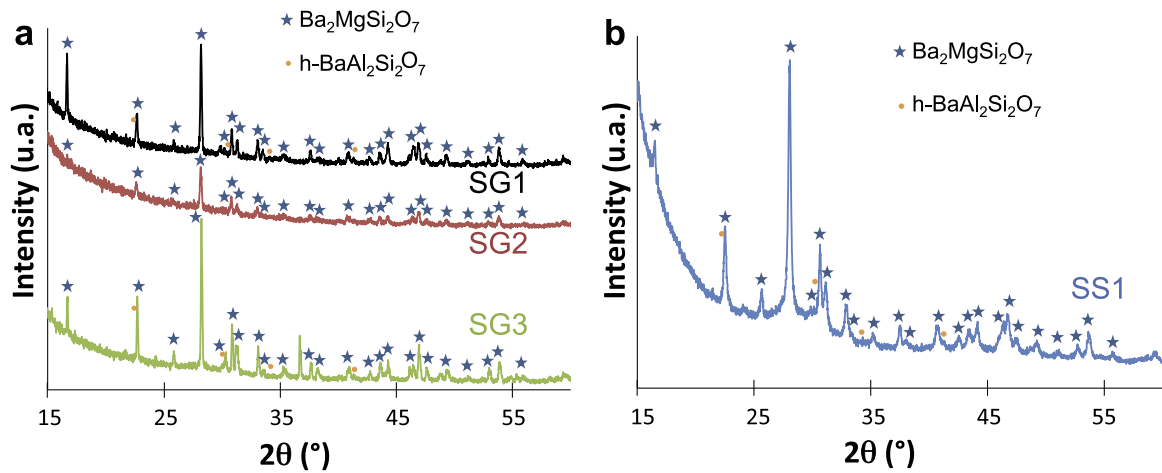 a
Ba₂MgSi₂O₇
h-BaAl₂Si₂O₇
Intensity (u.a.)
SG1
SG2
SG3
15 25 35 45 55
2θ (°)
b
Ba₂MgSi₂O₇
h-BaAl₂Si₂O₇
Intensity (u.a.)
SS1
15 25 35 45 55
2θ (°)